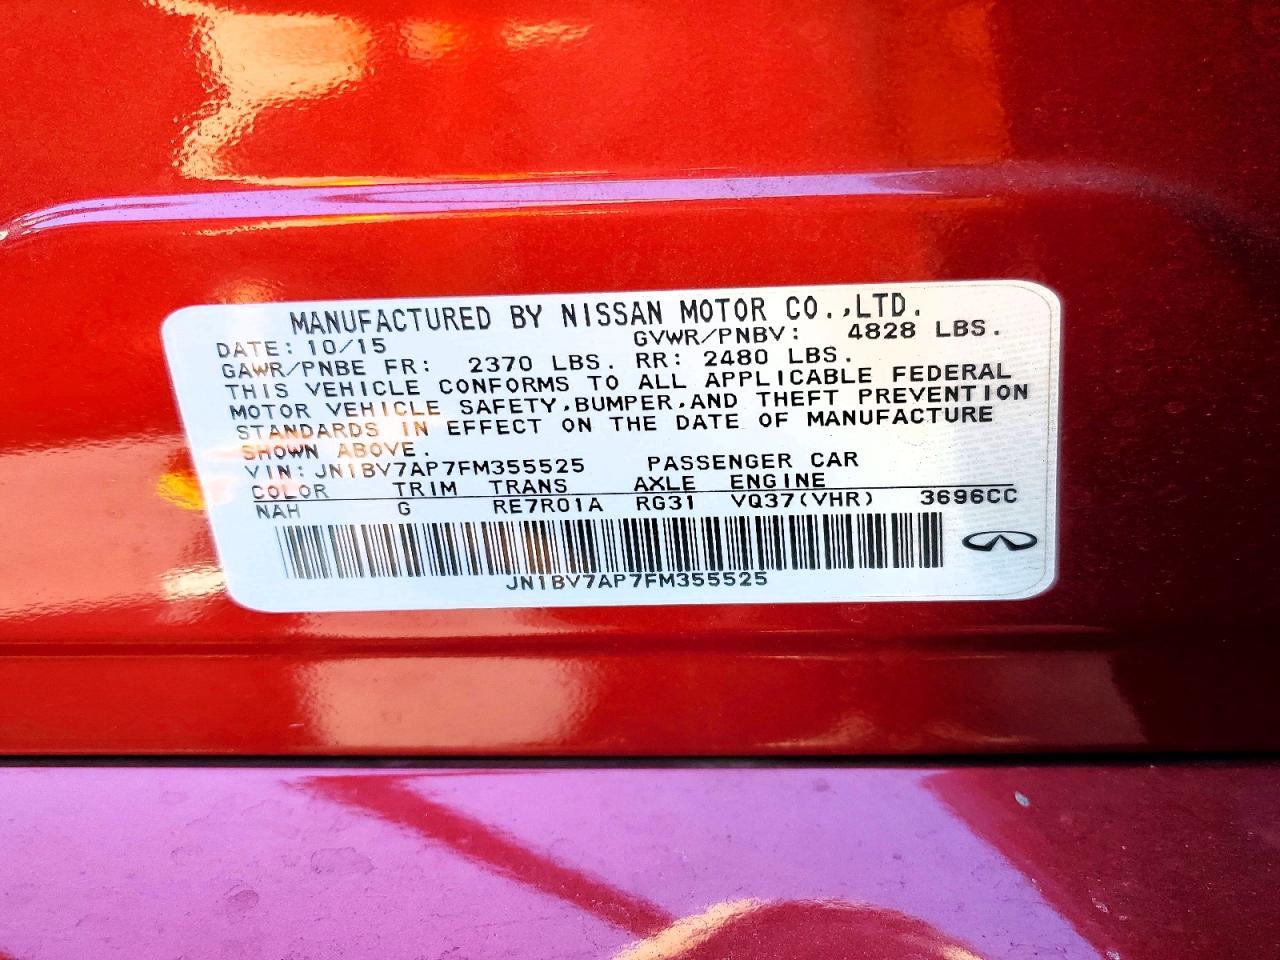 MANUFACTURED BY NISSAN MOTOR CO.,LTD.
DATE: 10/15 GVWR/PNBV: 4828 LBS.
GAWR/PNBE FR: 2370 LBS. RR: 2480 LBS.
THIS VEHICLE CONFORMS TO ALL APPLICABLE FEDERAL
MOTOR VEHICLE SAFETY,BUMPER,AND THEFT PREVENTION
STANDARDS IN EFFECT ON THE DATE OF MANUFACTURE
SHOWN ABOVE.
VIN: JN1BV7AP7FM355525 PASSENGER CAR
COLOR TRIM TRANS AXLE ENGINE
NAH G RE7R01A RG31 VQ37(VHR) 3696CC
JN1BV7AP7FM355525